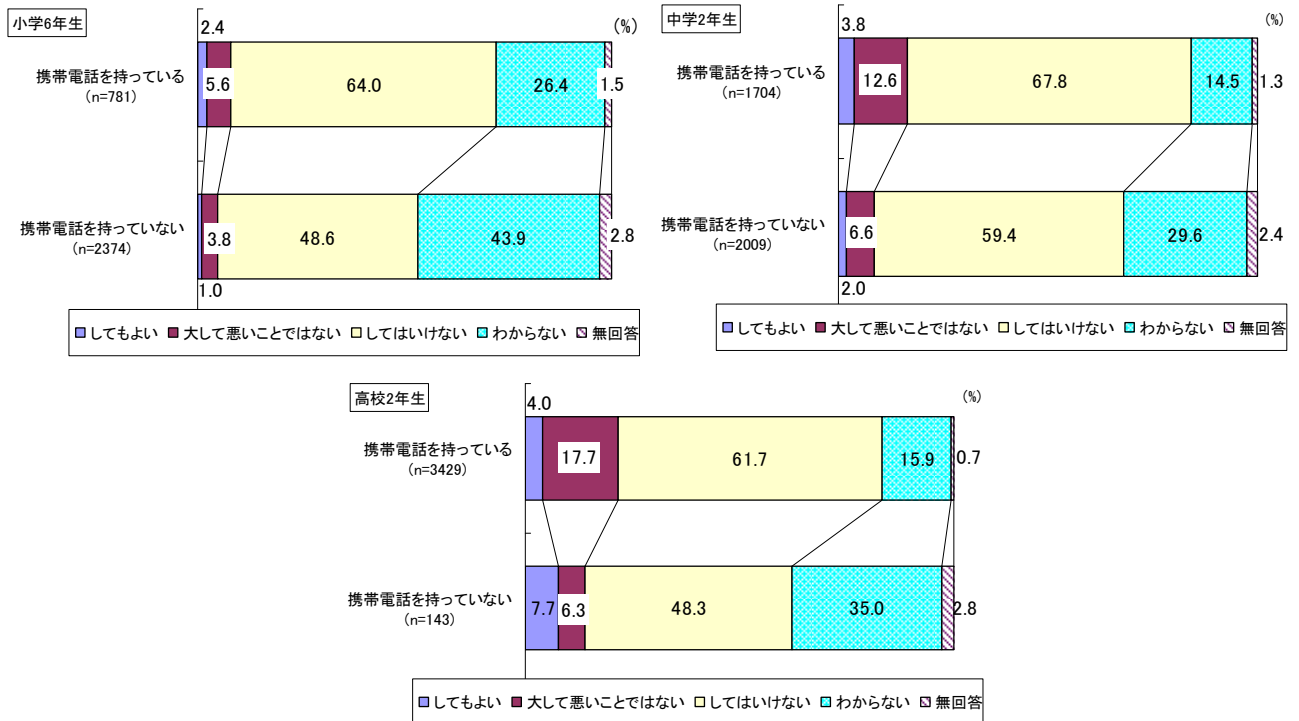 小学6年生
2.4
(%)
携帯電話を持っている
(n=781)
5.6
64.0
26.4
1.5
携帯電話を持っていない
(n=2374)
3.8
48.6
43.9
2.8
1.0
してもよい 大して悪いことではない してはいけない わからない 無回答
中学2年生
3.8
(%)
携帯電話を持っている
(n=1704)
12.6
67.8
14.5
1.3
携帯電話を持っていない
(n=2009)
6.6
59.4
29.6
2.4
2.0
してもよい 大して悪いことではない してはいけない わからない 無回答
高校2年生
4.0
(%)
携帯電話を持っている
(n=3429)
17.7
61.7
15.9
0.7
携帯電話を持っていない
(n=143)
7.7
6.3
48.3
35.0
2.8
してもよい 大して悪いことではない してはいけない わからない 無回答